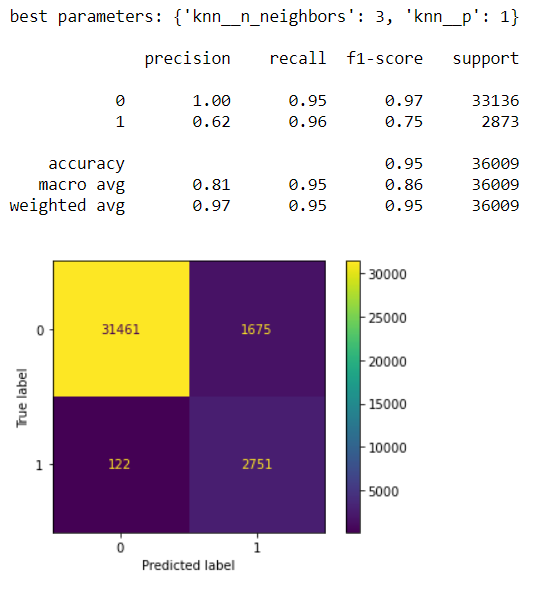 best parameters: {'knn__n_neighbors': 3, 'knn__p': 1}
precision recall f1-score support
0 1.00 0.95 0.97 33136
1 0.62 0.96 0.75 2873
accuracy 0.95 36009
macro avg 0.81 0.95 0.86 36009
weighted avg 0.97 0.95 0.95 36009
30000
25000
20000
15000
10000
5000
True label
0 31461 1675
1 122 2751
0 1
Predicted label